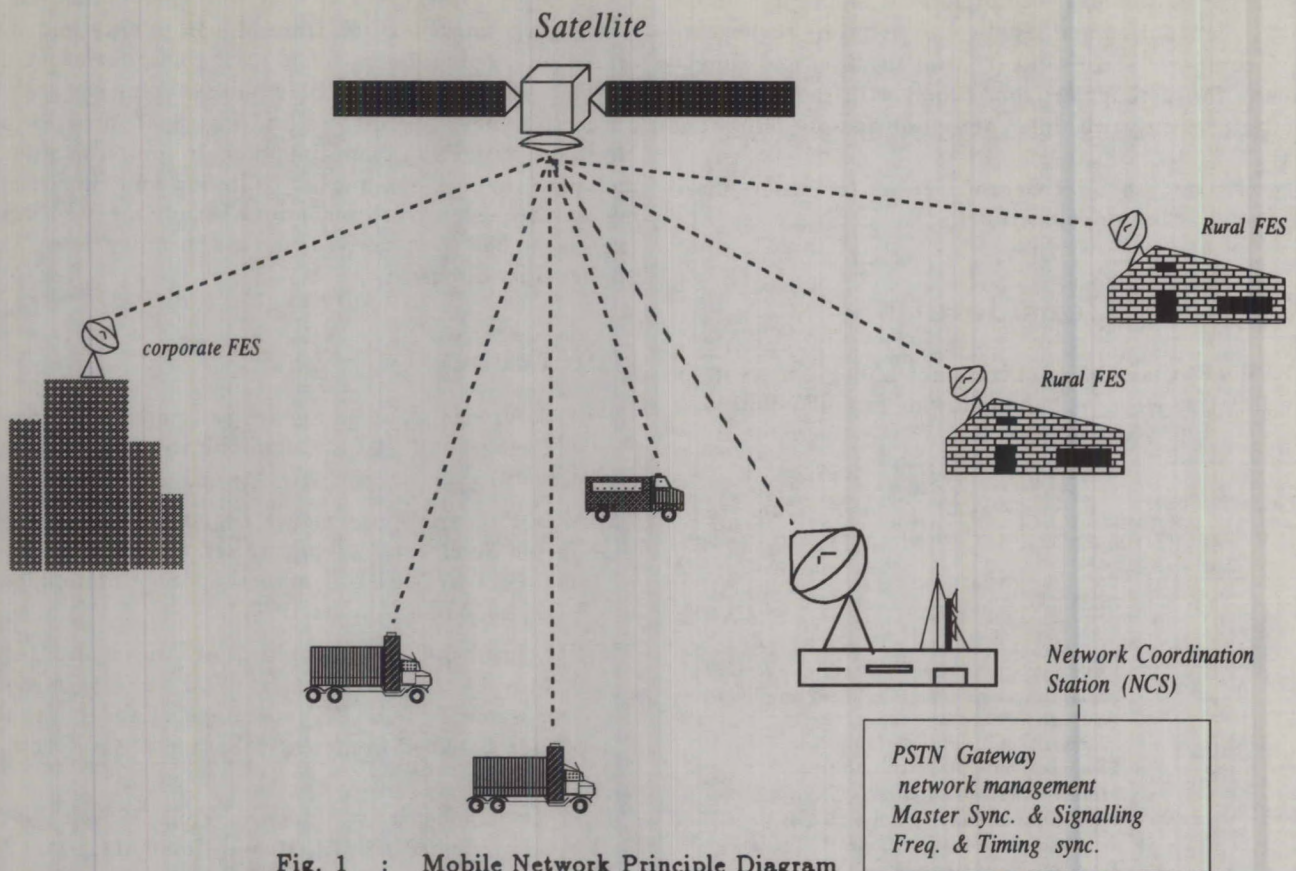 Satellite
Rural FES
corporate FES
Rural FES
Network Coordination
Station (NCS)
PSTN Gateway
network management
Master Sync. & Signalling
Freq. & Timing sync.
Fig. 1 : Mobile Network Principle Diagram